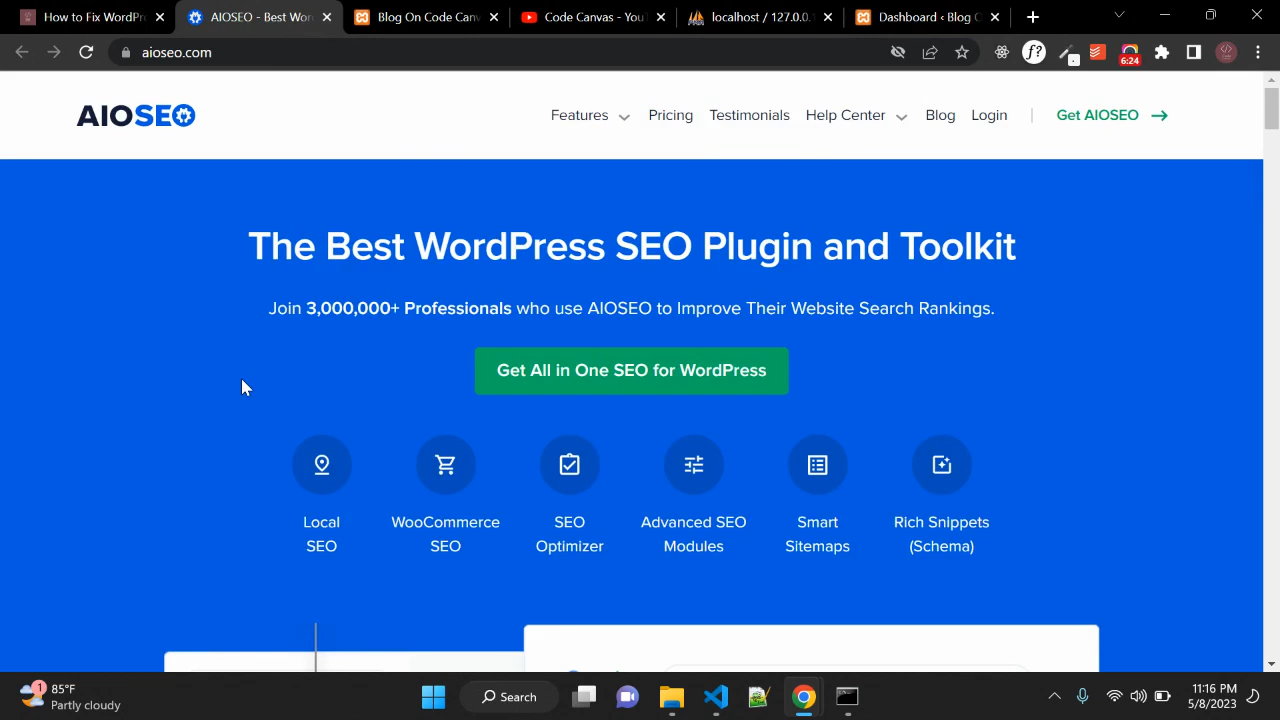 How to Fix WordPr
AIOSEO - Best Wor
Blog On Code Canv
Code Canvas - You
localhost / 127.0.0.
Dashboard ‹ Blog O
aioseo.com
f?
6:24
AIOSEO
Features
Pricing
Testimonials
Help Center
Blog
Login
Get AIOSEO
The Best WordPress SEO Plugin and Toolkit
Join 3,000,000+ Professionals who use AIOSEO to Improve Their Website Search Rankings.
Get All in One SEO for WordPress
Local
SEO
WooCommerce
SEO
SEO
Optimizer
Advanced SEO
Modules
Smart
Sitemaps
Rich Snippets
(Schema)
1
85°F
Partly cloudy
Search
11:16 PM
5/8/2023